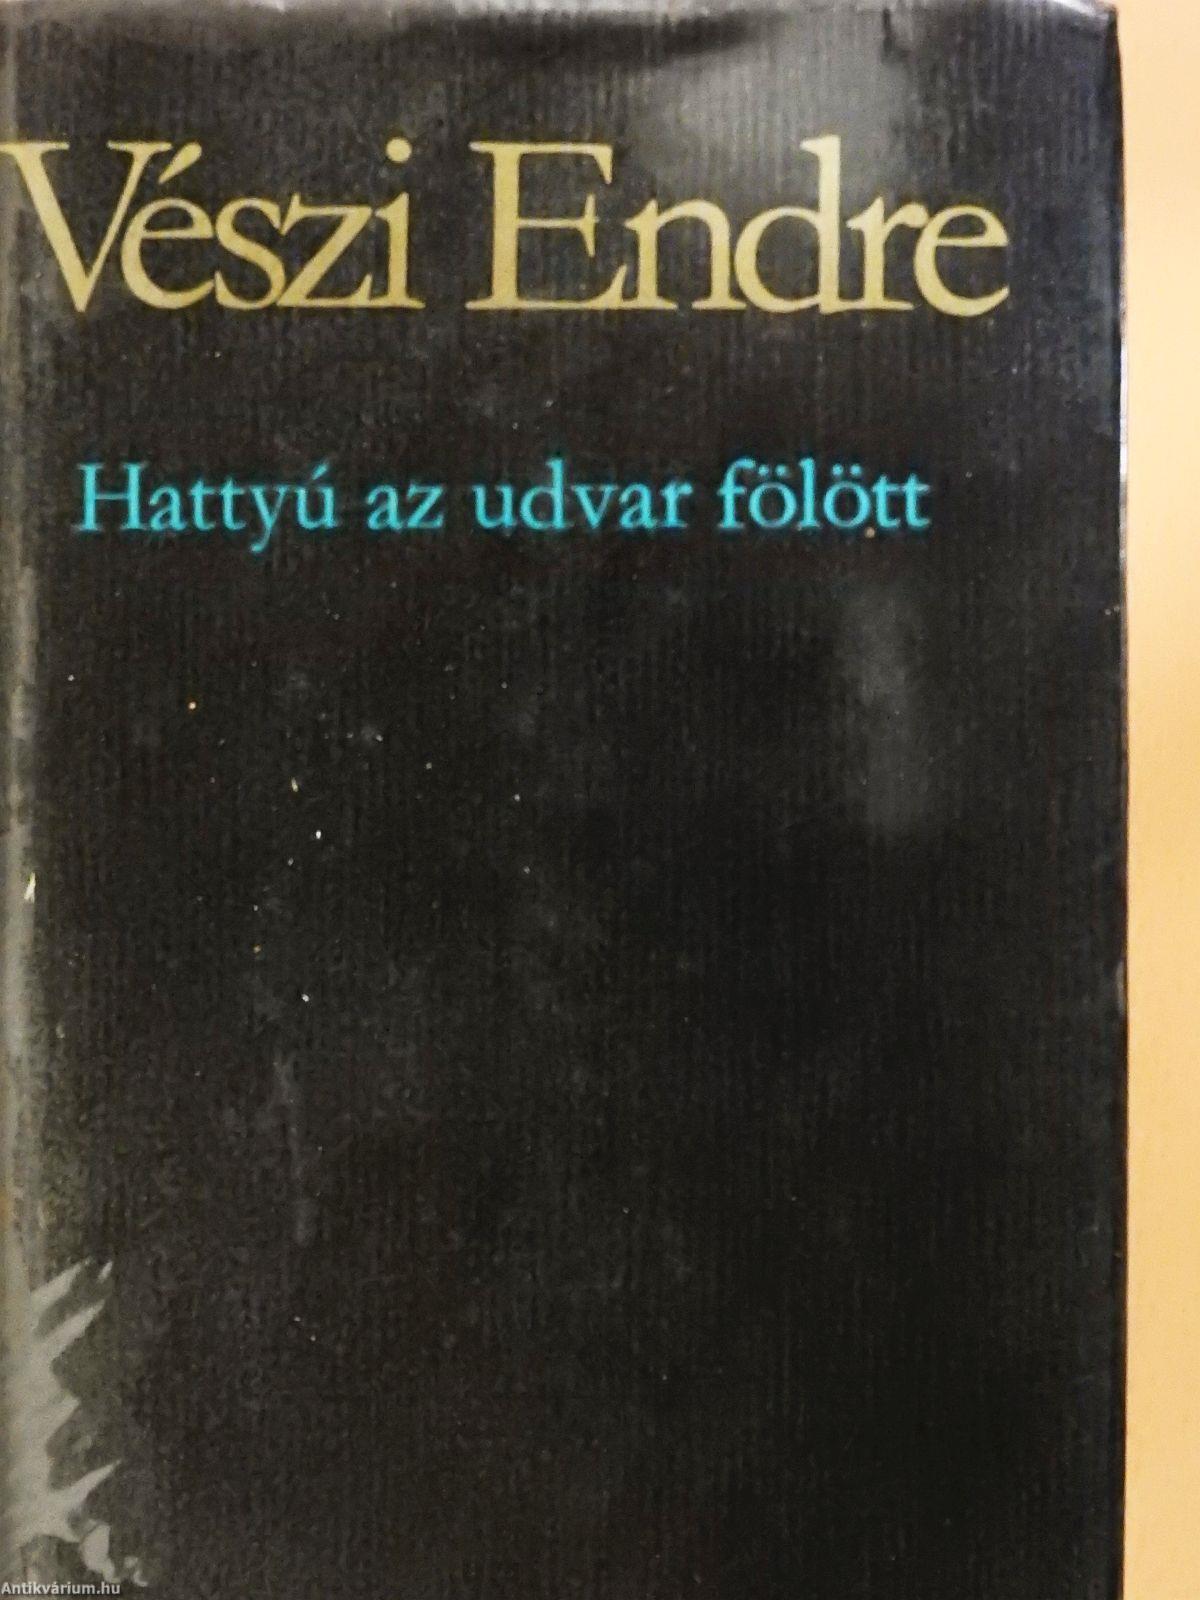 Vészi Endre
Hattyú az udvar fölött
Antikvárium.hu